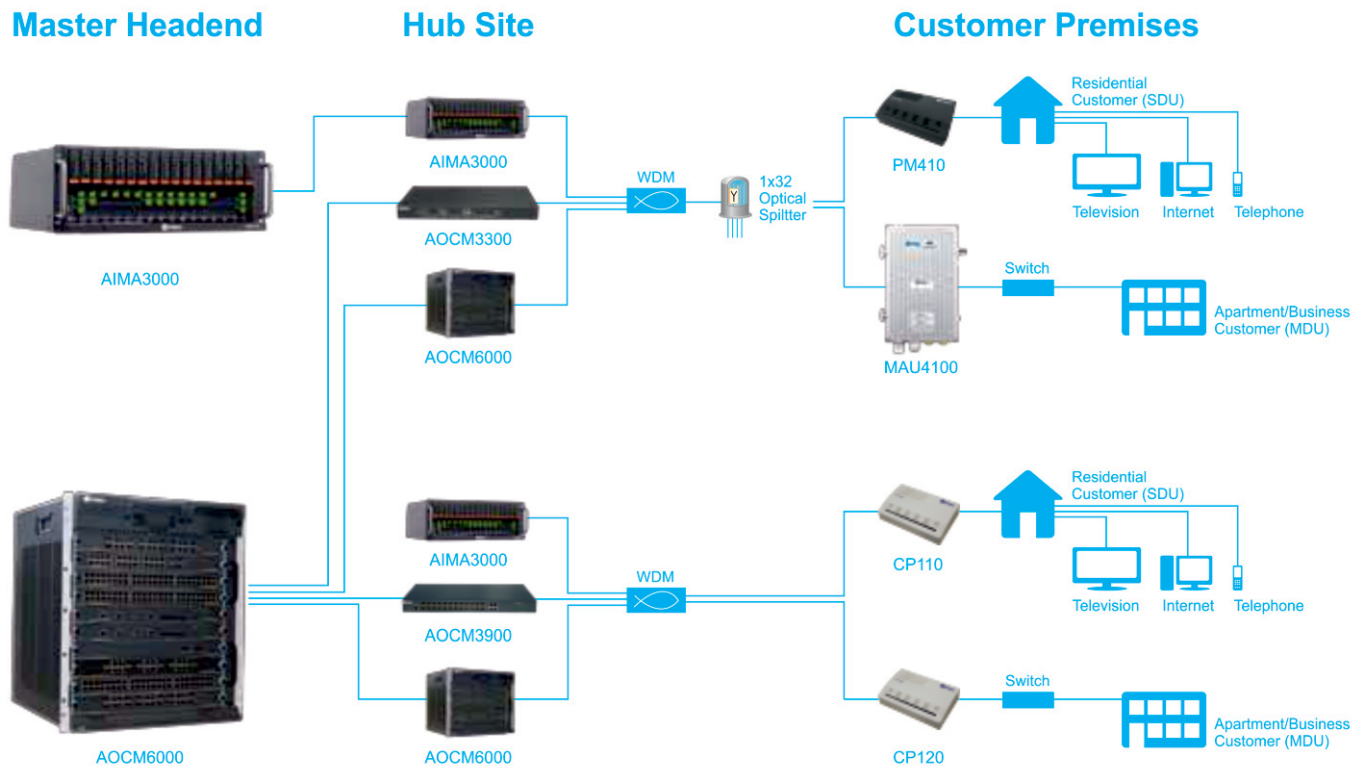 Master Headend
Hub Site
Customer Premises
AIMA3000
AIMA3000
AOCM3300
AOCM6000
WDM
1x32
Optical
Spiltter
Y
PM410
Residential
Customer (SDU)
Television
Internet
Telephone
MAU4100
Switch
Apartment/Business
Customer (MDU)
AOCM6000
AIMA3000
AOCM3900
AOCM6000
WDM
CP110
Residential
Customer (SDU)
Television
Internet
Telephone
CP120
Switch
Apartment/Business
Customer (MDU)